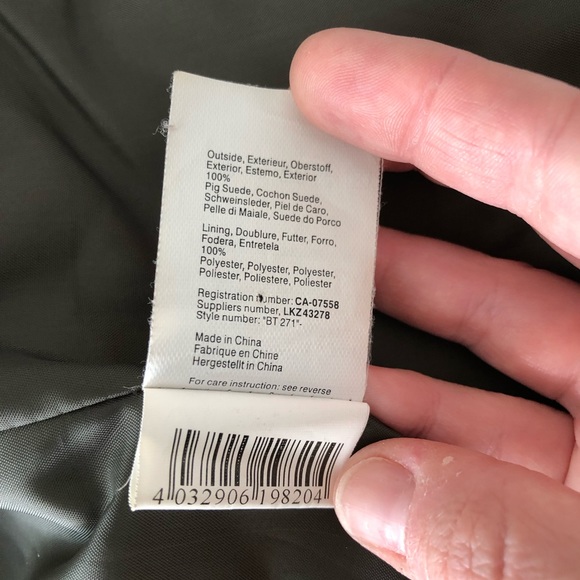 Outside, Exterieur, Oberstoff,
Exterior, Estemo, Exterior
100%
Pig Suede, Cochon Suede,
Schweinsleder, Piel de Caro,
Pelle di Maiale, Suede do Porco
Lining, Doublure, Futter, Forro,
Fodera, Entretela
100%
Polyester, Polyester, Polyester,
Poliester, Poliestere, Poliester
Registration number: CA-07558
Suppliers number, LKZ43278
Style number: "BT 271"-
Made in China
Fabrique en Chine
Hergestellt in China
For care instruction: see reverse
4 032906 198204